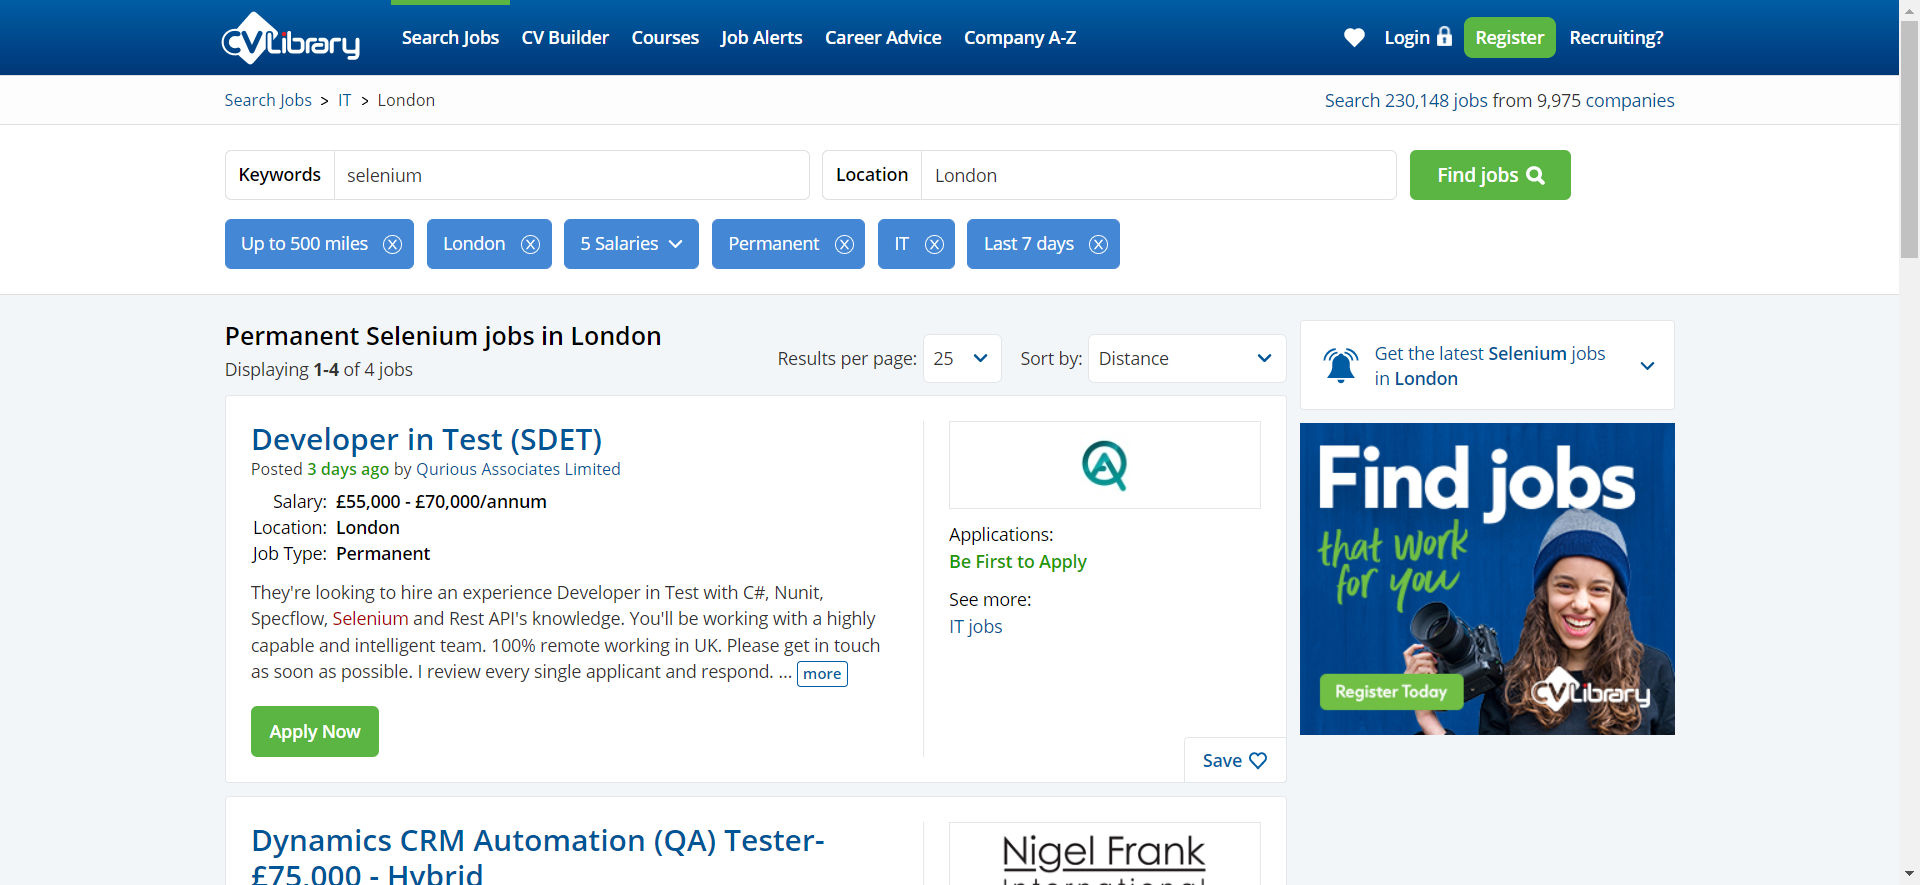 CVLibrary
Search Jobs CV Builder Courses Job Alerts Career Advice Company A-Z Login Register Recruiting?
Search Jobs > IT > London
Search 230,148 jobs from 9,975 companies
Keywords selenium
Location London
Find jobs
Up to 500 miles London 5 Salaries Permanent IT Last 7 days
Permanent Selenium jobs in London
Displaying 1-4 of 4 jobs
Results per page: 25
Sort by: Distance
Developer in Test (SDET)
Posted 3 days ago by Qurious Associates Limited
Salary: £55,000 - £70,000/annum
Location: London
Job Type: Permanent
They're looking to hire an experience Developer in Test with C#, Nunit,
Specflow, Selenium and Rest API's knowledge. You'll be working with a highly
capable and intelligent team. 100% remote working in UK. Please get in touch
as soon as possible. I review every single applicant and respond. ... more
Apply Now
Applications:
Be First to Apply
See more:
IT jobs
Save
Dynamics CRM Automation (QA) Tester-
£75,000 - Hybrid
Nigel Frank
International
Get the latest Selenium jobs
in London
Find jobs
that work
for you
Register Today
CVLibrary